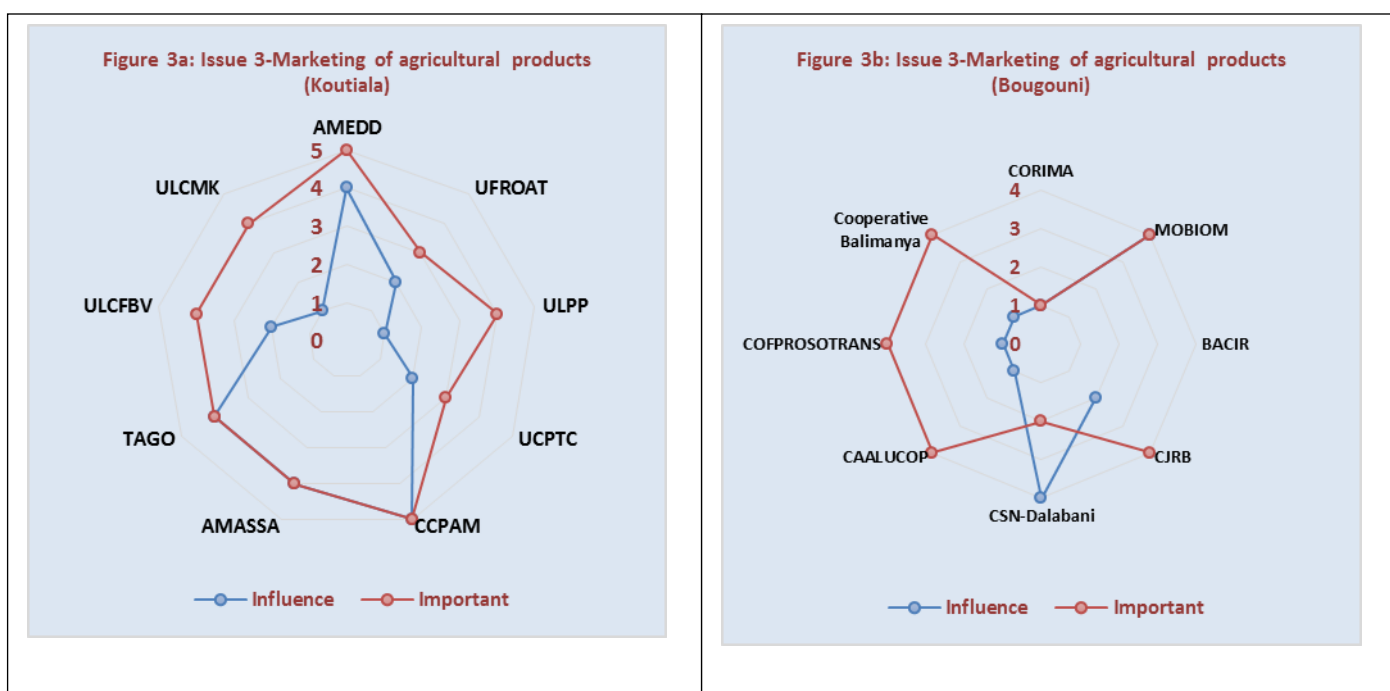 Figure 3a: Issue 3-Marketing of agricultural products
(Koutiala)
AMEDD
5
4
3
2
1
0
UFROAT
ULPP
UCPTC
CCPAM
AMASSA
TAGO
ULCFBV
ULCMK
Influence
Important
Figure 3b: Issue 3-Marketing of agricultural products
(Bougouni)
CORIMA
4
3
2
1
0
MOBIOM
BACIR
CJRB
CSN-Dalabani
CAALUCOP
COFPROSOTRANS
Cooperative
Balimanya
Influence
Important